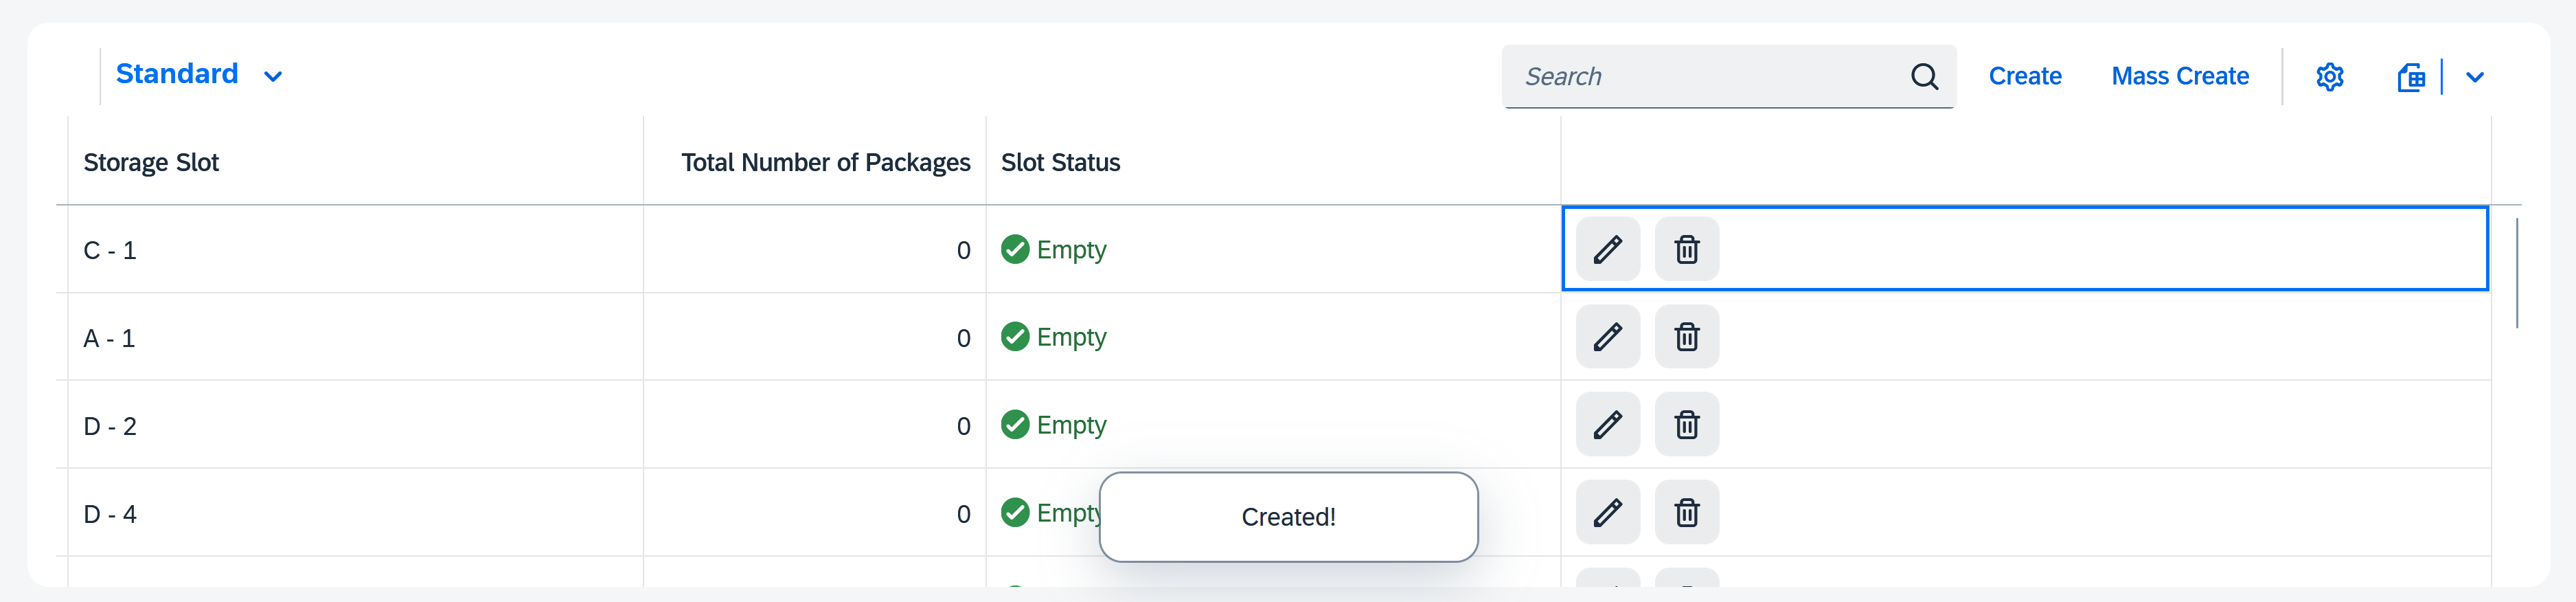 Standard
Search
Create
Mass Create
Storage Slot
Total Number of Packages
Slot Status
C - 1
0
Empty
A - 1
0
Empty
D - 2
0
Empty
D - 4
0
Empty
Created!